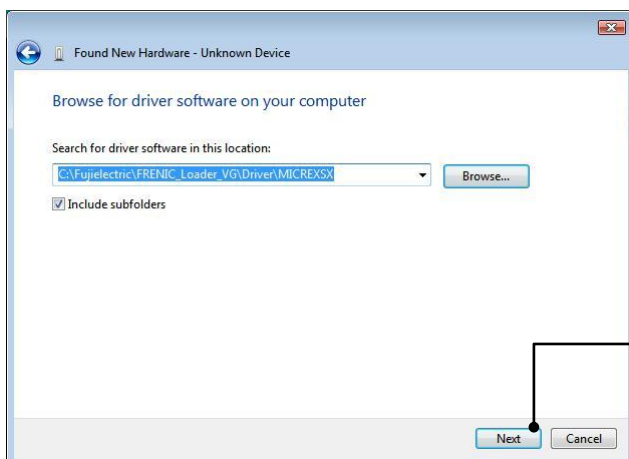 Found New Hardware - Unknown Device
Browse for driver software on your computer
Search for driver software in this location:
C:\Fujielectric\FRENIC_Loader_VG\Driver\MICREXSX
Browse...
Include subfolders
Next
Cancel